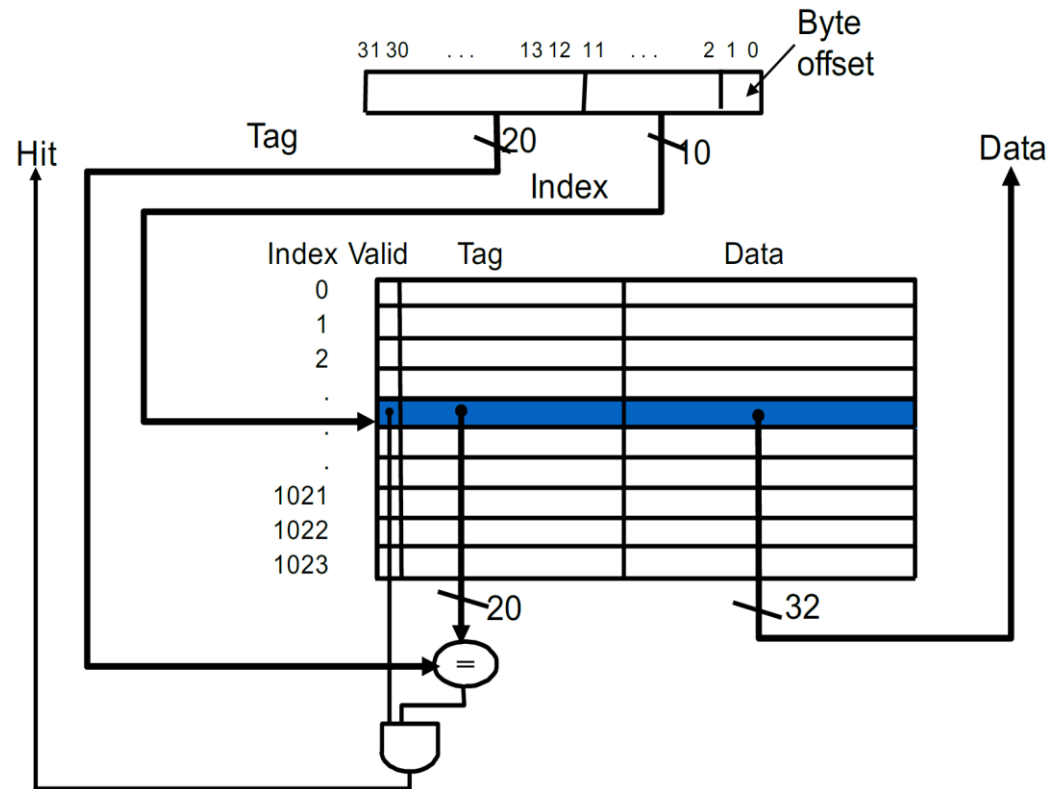 Byte
offset
31 30 . . . 13 12 11 . . . 2 1 0
Tag
20
10
Hit
Data
Index
Index Valid Tag Data
0
1
2
.
.
.
1021
1022
1023
20
32
=